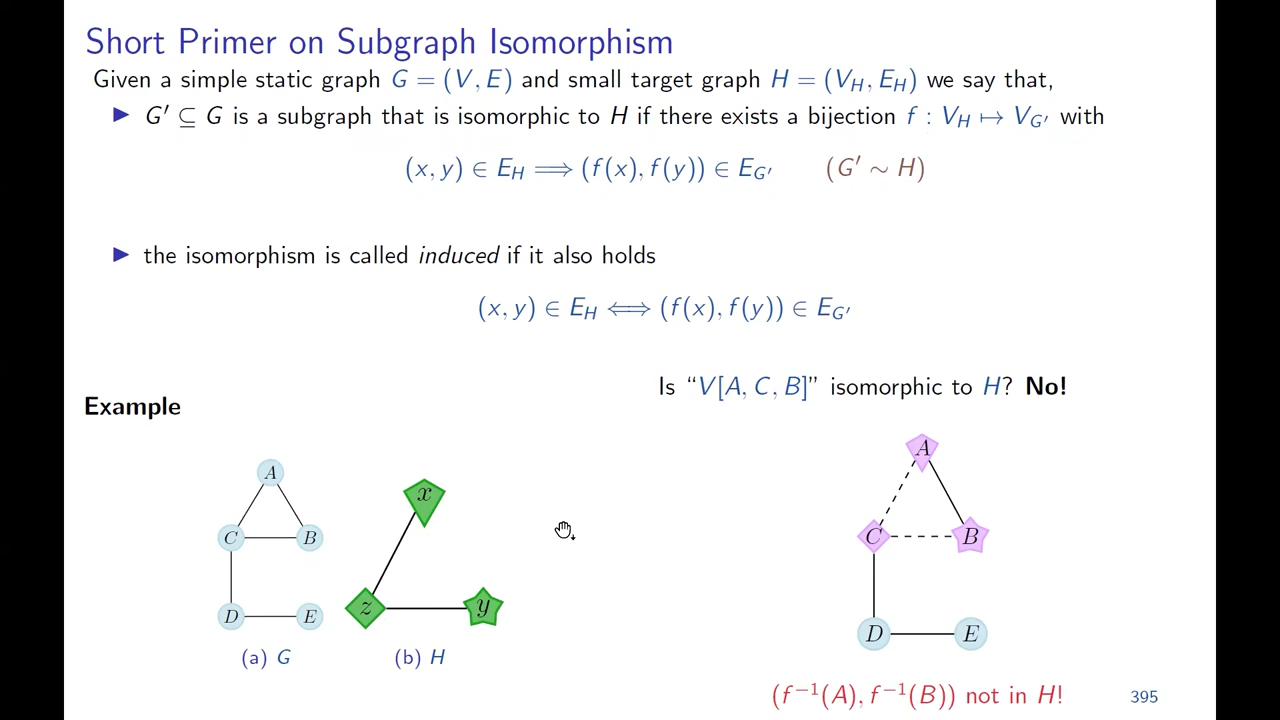 Short Primer on Subgraph Isomorphism
Given a simple static graph G = (V, E) and small target graph H = (V_H, E_H) we say that,
▶ G′ ⊆ G is a subgraph that is isomorphic to H if there exists a bijection f : V_H ↦ V_G′ with
(x, y) ∈ E_H ⟹ (f(x), f(y)) ∈ E_G′ (G′ ∼ H)
▶ the isomorphism is called induced if it also holds
(x, y) ∈ E_H ⟺ (f(x), f(y)) ∈ E_G′
Is “V[A, C, B]” isomorphic to H? No!
Example
A
C B
D E
(a) G
x
z y
(b) H
A
C B
D E
(f⁻¹(A), f⁻¹(B)) not in H!
395